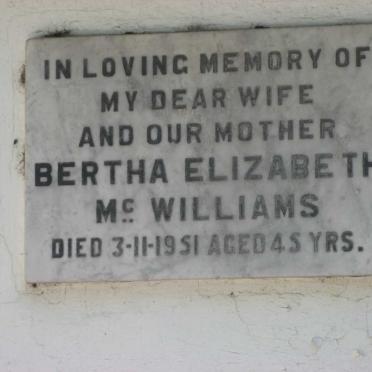 IN LOVING MEMORY OF
MY DEAR WIFE
AND OUR MOTHER
BERTHA ELIZABETH
Mc WILLIAMS
DIED 3-11-1951 AGED 45 YRS.